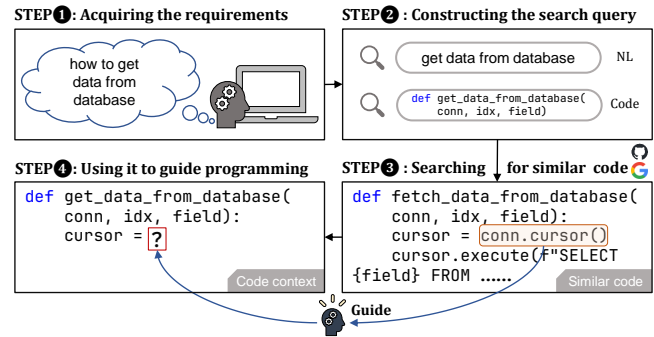 STEP❶: Acquiring the requirements
how to get
data from
database
STEP❷ : Constructing the search query
get data from database
NL
def get_data_from_database(
conn, idx, field)
Code
STEP❸ : Searching for similar code
def fetch_data_from_database(
conn, idx, field):
cursor = conn.cursor()
cursor.execute(f"SELECT
{field} FROM ......
Similar code
STEP❹: Using it to guide programming
def get_data_from_database(
conn, idx, field):
cursor = ?
Code context
Guide